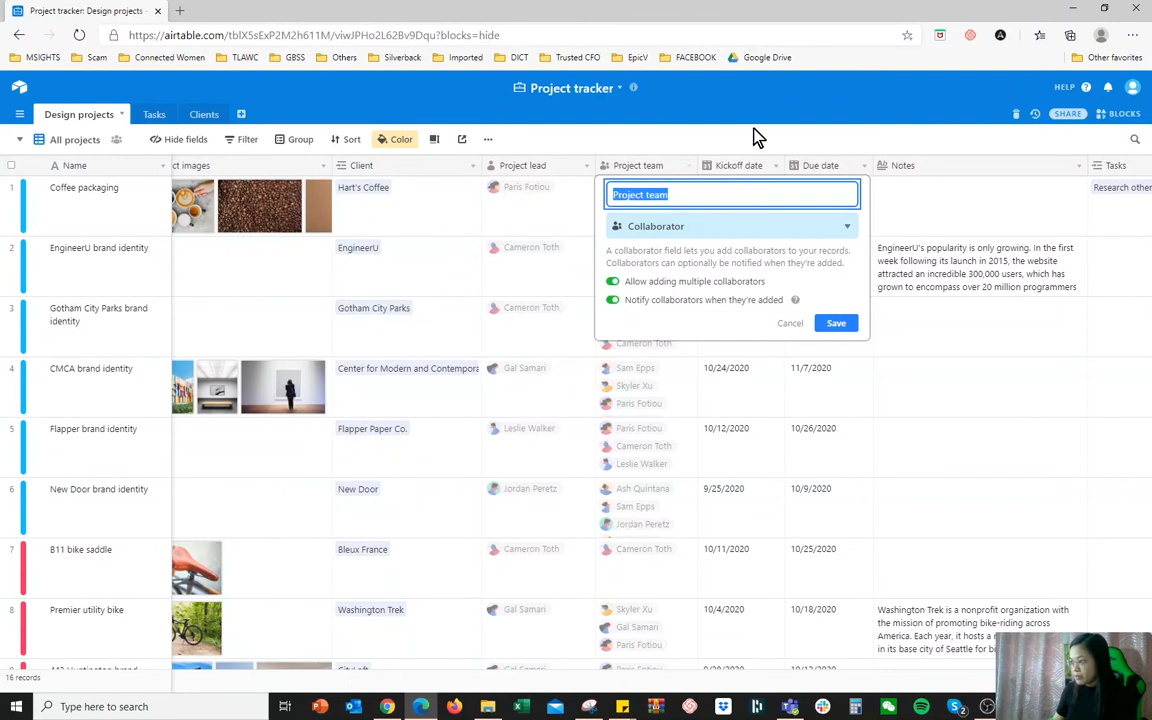 Project tracker: Design projects -
https://airtable.com/tblX5sExP2M2h611M/viwJPHo2L62Bv9Dqu?blocks=hide
MSIGHTS
Scam
Connected Women
TLAWC
GBSS
Others
Silverback
Imported
DICT
Trusted CFO
EpicV
FACEBOOK
Google Drive
Other favorites
Project tracker
HELP
Design projects
Tasks
Clients
SHARE
BLOCKS
All projects
Hide fields
Filter
Group
Sort
Color
Name
ct images
Client
Project lead
Project team
Kickoff date
Due date
Notes
Tasks
1
Coffee packaging
Hart's Coffee
Paris Fotiou
Research other
Project team
Collaborator
A collaborator field lets you add collaborators to your records.
Collaborators can optionally be notified when they're added.
Allow adding multiple collaborators
Notify collaborators when they're added
Cancel
Save
2
EngineerU brand identity
EngineerU
Cameron Toth
EngineerU's popularity is only growing. In the first
week following its launch in 2015, the website
attracted an incredible 300,000 users, which has
grown to encompass over 20 million programmers
3
Gotham City Parks brand
identity
Gotham City Parks
Cameron Toth
Cameron Toth
4
CMCA brand identity
Center for Modern and Contempora
Gal Samari
Sam Epps
Skyler Xu
Paris Fotiou
10/24/2020
11/7/2020
5
Flapper brand identity
Flapper Paper Co.
Leslie Walker
Paris Fotiou
Cameron Toth
Leslie Walker
10/12/2020
10/26/2020
6
New Door brand identity
New Door
Jordan Peretz
Ash Quintana
Sam Epps
Jordan Peretz
9/25/2020
10/9/2020
7
B11 bike saddle
Bleux France
Cameron Toth
Cameron Toth
10/11/2020
10/25/2020
8
Premier utility bike
Washington Trek
Gal Samari
Skyler Xu
Gal Samari
Paris Fotiou
10/4/2020
10/18/2020
Washington Trek is a nonprofit organization with
the mission of promoting bike-riding across
America. Each year, it hosts a
in its base city of Seattle for bi
16 records
Type here to search